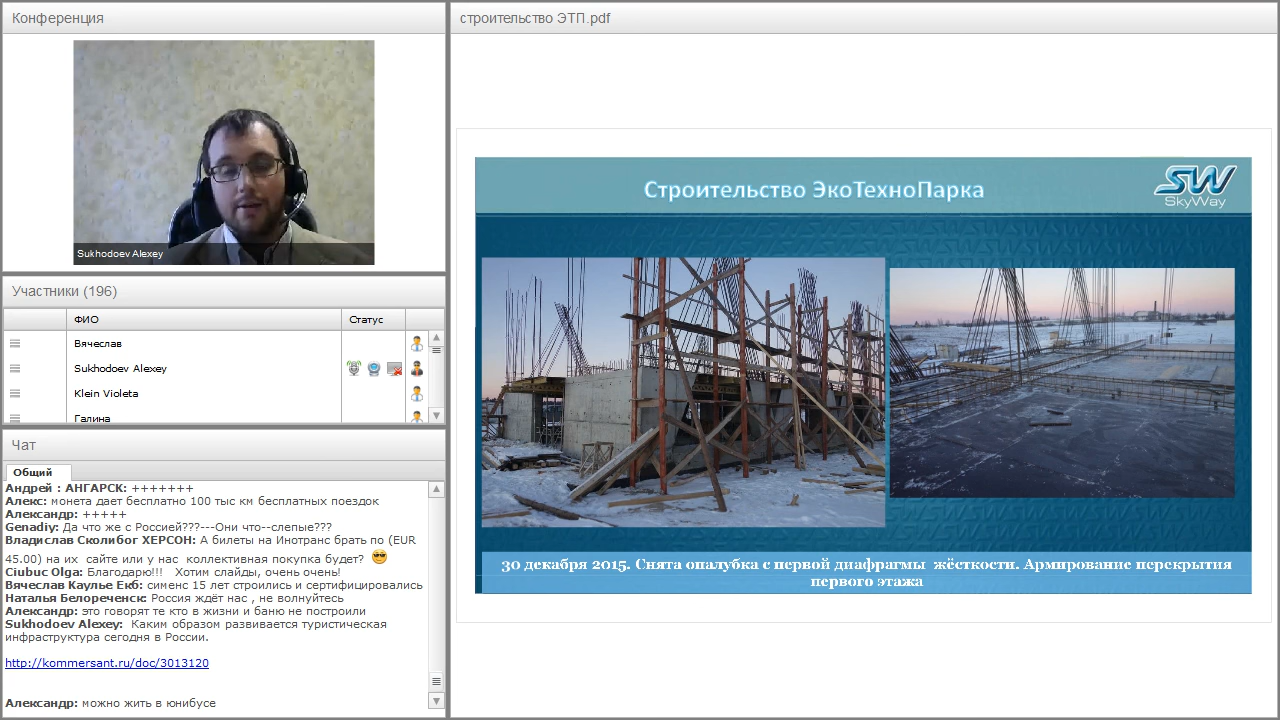 Конференция
Sukhodoev Alexey
Участники (196)
ФИО
Статус
Вячеслав
Sukhodoev Alexey
Klein Violeta
Галина
Чат
Общий
Андрей : АНГАРСК: +++++++
Алекс: монета дает бесплатно 100 тыс км бесплатных поездок
Александр: +++++
Genadiy: Да что же с Россией???---Они что--слепые???
Владислав Сколибог ХЕРСОН: А билеты на Инотранс брать по (EUR
45.00) на их сайте или у нас коллективная покупка будет?
Ciubuc Olga: Благодарю!!! Хотим слайды, очень очень!
Вячеслав Каулье Екб: сименс 15 лет строились и сертифицировались
Наталья Белореченск: Россия ждёт нас , не волнуйтесь
Александр: это говорят те кто в жизни и баню не построили
Sukhodoev Alexey: Каким образом развивается туристическая
инфраструктура сегодня в России.
http://kommersant.ru/doc/3013120
Александр: можно жить в юнибусе
строительство ЭТП.pdf
Строительство ЭкоТехноПарка
SW
SkyWay
30 декабря 2015. Снята опалубка с первой диафрагмы жёсткости. Армирование перекрытия
первого этажа